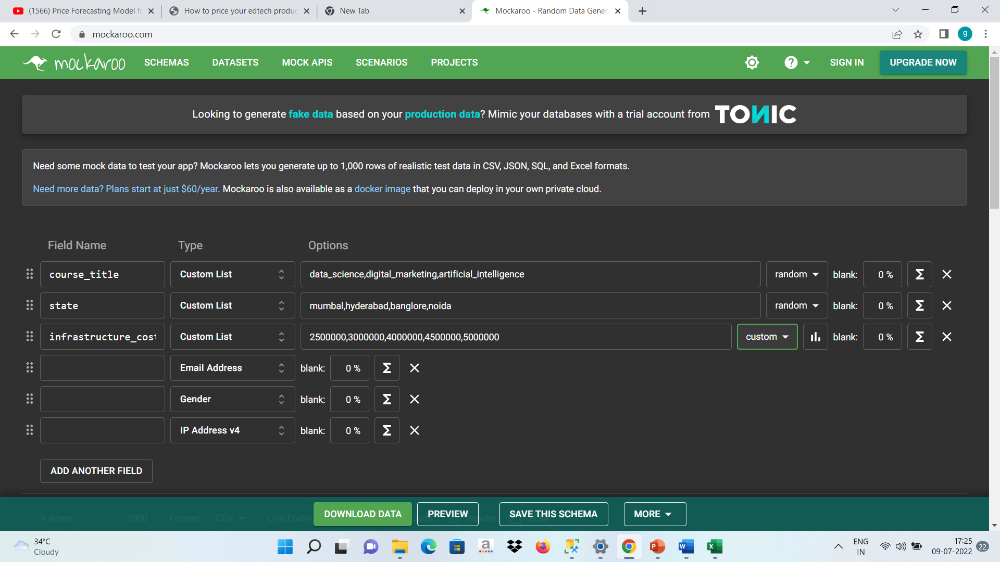 (1566) Price Forecasting Model fo
How to price your edtech produc
New Tab
Mockaroo - Random Data Gener
mockaroo.com
g
mockaroo
SCHEMAS
DATASETS
MOCK APIS
SCENARIOS
PROJECTS
?
SIGN IN
UPGRADE NOW
Looking to generate fake data based on your production data? Mimic your databases with a trial account from TONIC
Need some mock data to test your app? Mockaroo lets you generate up to 1,000 rows of realistic test data in CSV, JSON, SQL, and Excel formats.
Need more data? Plans start at just $60/year. Mockaroo is also available as a docker image that you can deploy in your own private cloud.
Field Name Type Options
course_title Custom List data_science,digital_marketing,artificial_intelligence random blank: 0 % Σ
state Custom List mumbal,hyderabad,banglore,noida random blank: 0 % Σ
infrastructure_cost Custom List 2500000,3000000,4000000,4500000,5000000 custom blank: 0 % Σ
Email Address blank: 0 % Σ
Gender blank: 0 % Σ
IP Address v4 blank: 0 % Σ
ADD ANOTHER FIELD
# Rows: 1000 Format: CSV Line Ending header BOM
DOWNLOAD DATA PREVIEW SAVE THIS SCHEMA MORE
34°C
Cloudy
ENG
IN
17:25
09-07-2022
22